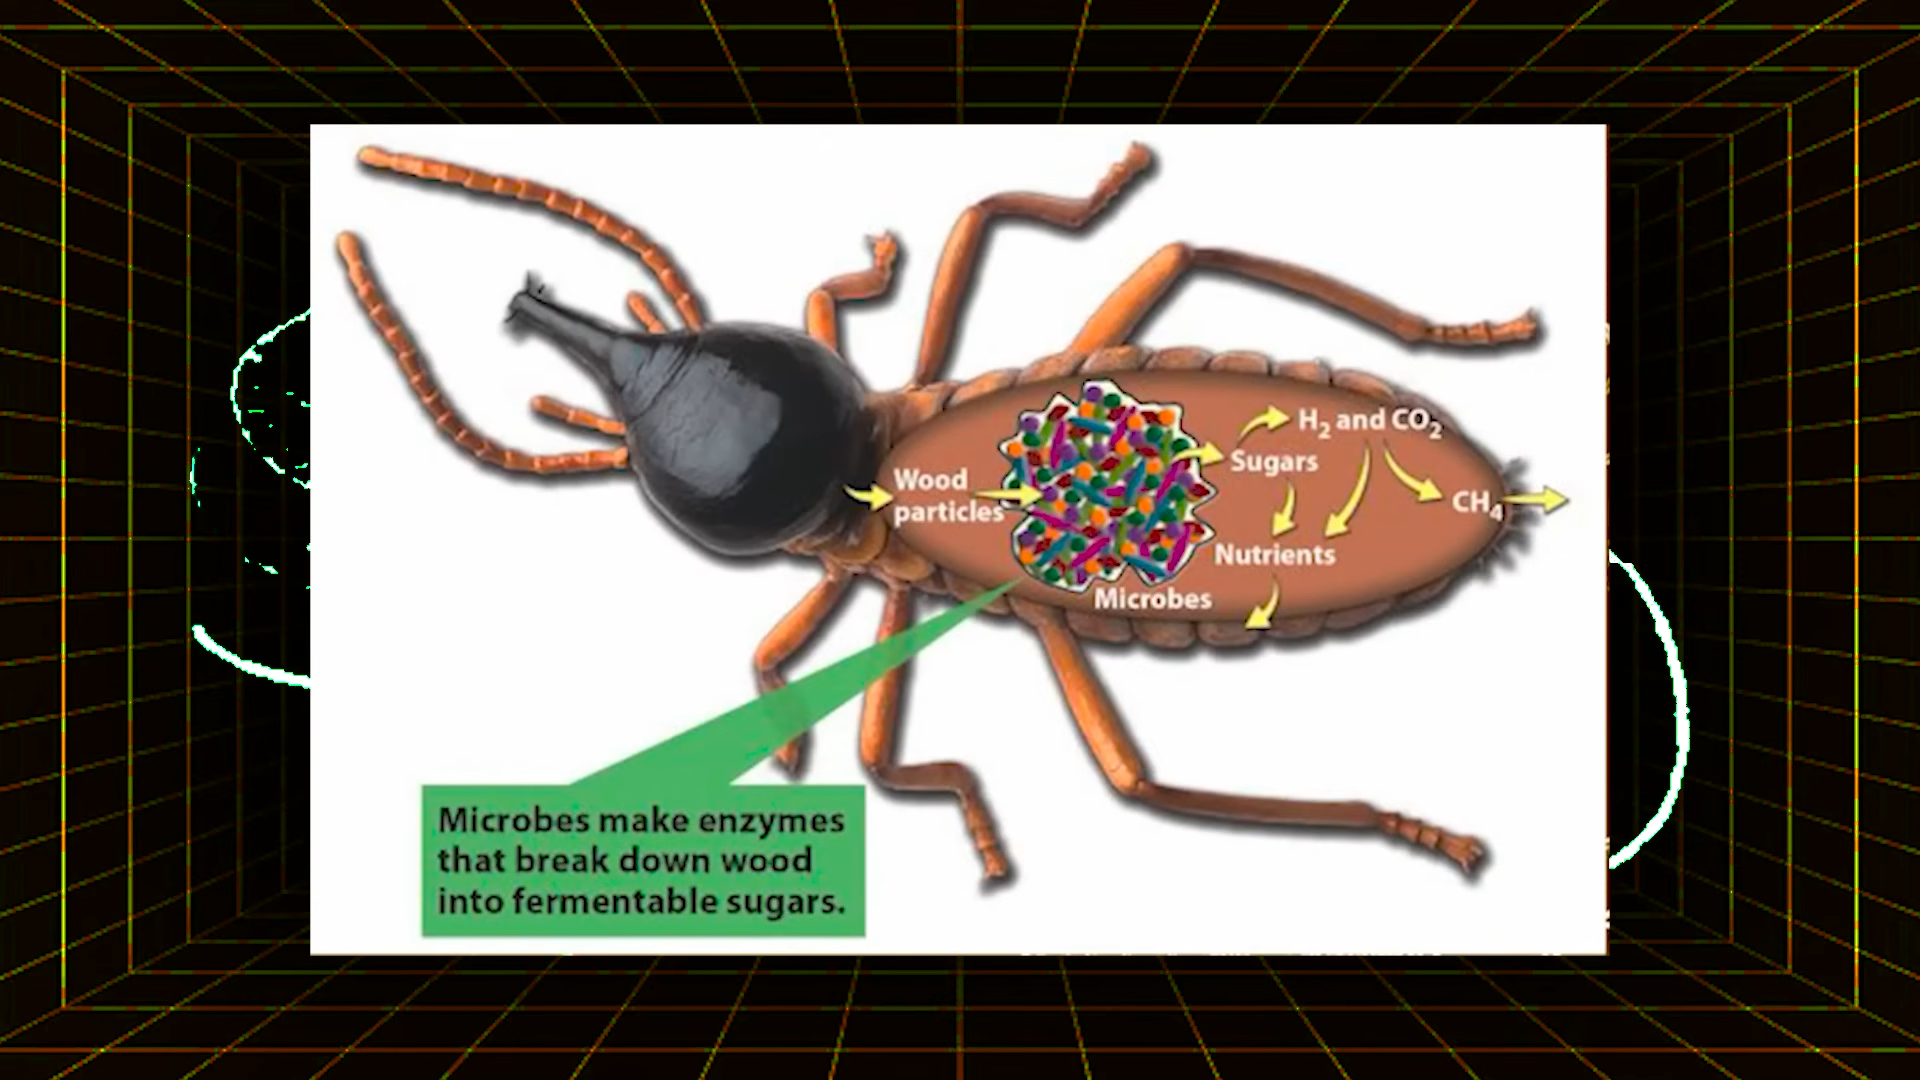 H₂ and CO₂
Sugars
Wood
particles
CH₄
Nutrients
Microbes
Microbes make enzymes
that break down wood
into fermentable sugars.